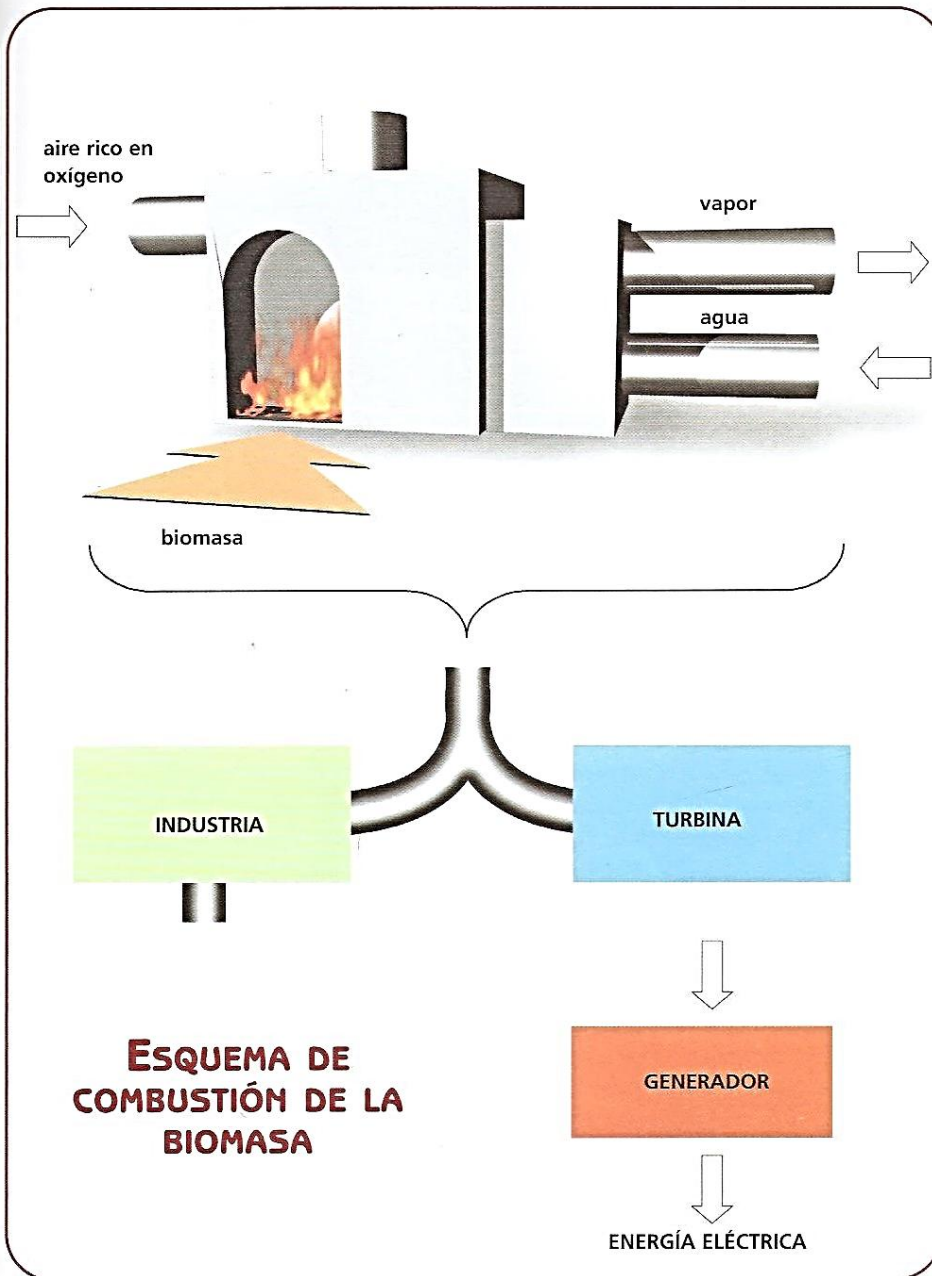 aire rico en
oxígeno
vapor
agua
biomasa
INDUSTRIA
TURBINA
GENERADOR
ESQUEMA DE
COMBUSTIÓN DE LA
BIOMASA
ENERGÍA ELÉCTRICA